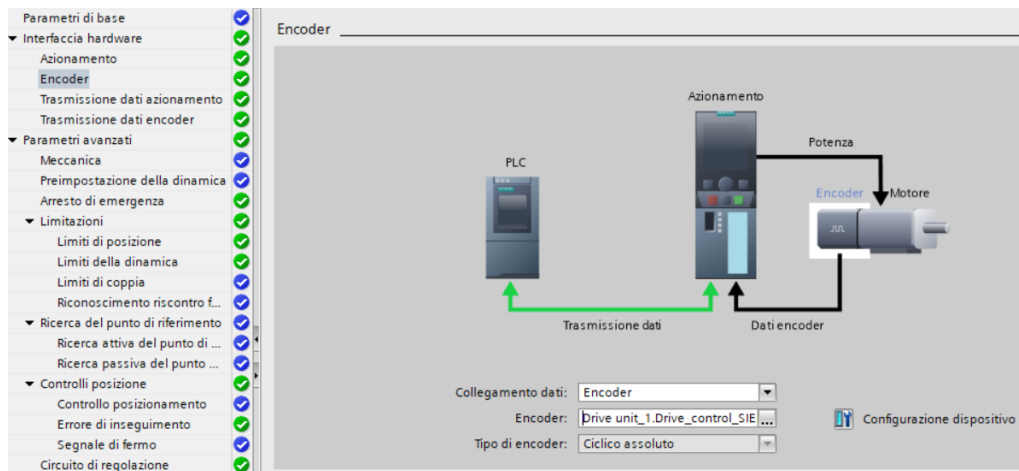 Parametri di base
Interfaccia hardware
Azionamento
Encoder
Trasmissione dati azionamento
Trasmissione dati encoder
Parametri avanzati
Meccanica
Preimpostazione della dinamica
Arresto di emergenza
Limitazioni
Limiti di posizione
Limiti della dinamica
Limiti di coppia
Riconoscimento riscontro f...
Ricerca del punto di riferimento
Ricerca attiva del punto di ...
Ricerca passiva del punto ...
Controlli posizione
Controllo posizionamento
Errore di inseguimento
Segnale di fermo
Circuito di regolazione
Encoder
Azionamento
Potenza
PLC
Encoder
Motore
Trasmissione dati
Dati encoder
Collegamento dati: Encoder
Encoder: Drive unit_1.Drive_control_SIE ...
Configurazione dispositivo
Tipo di encoder: Ciclico assoluto